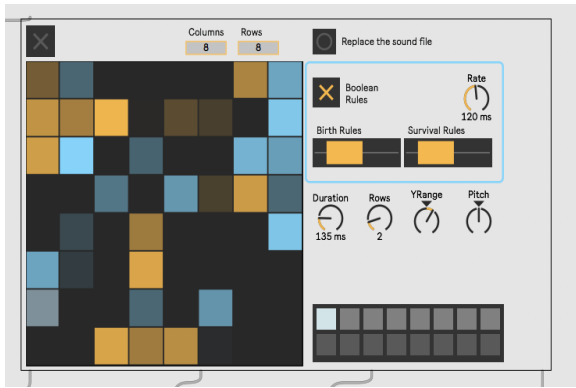 Columns Rows
8 8
Replace the sound file
Boolean
Rules
Rate
120 ms
Birth Rules Survival Rules
Duration Rows YRange Pitch
135 ms 2